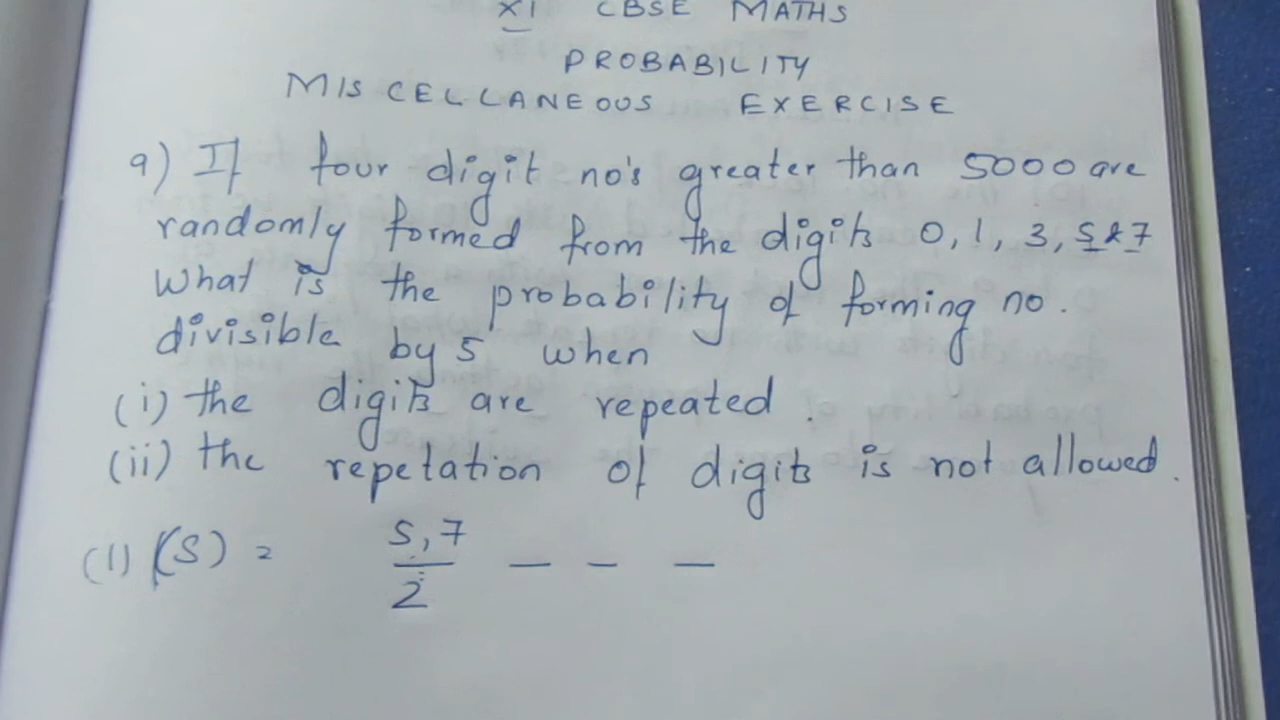 XI CBSE MATHS
PROBABILITY
MISCELLANEOUS EXERCISE
9) If four digit no's greater than 5000 are
randomly formed from the digits 0, 1, 3, 5 & 7
What is the probability of forming no.
divisible by 5 when
(i) the digits are repeated.
(ii) the repetation of digits is not allowed.
(1) (S) = 5,7
2